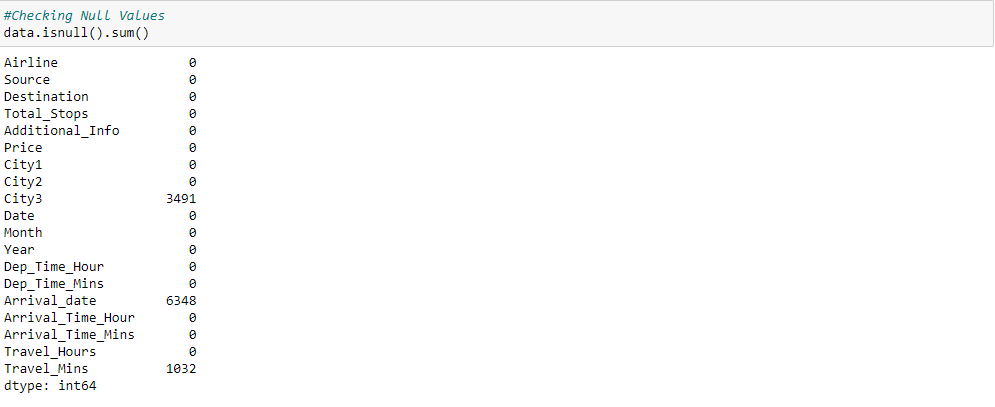 #Checking Null Values
data.isnull().sum()
Airline 0
Source 0
Destination 0
Total_Stops 0
Additional_Info 0
Price 0
City1 0
City2 0
City3 3491
Date 0
Month 0
Year 0
Dep_Time_Hour 0
Dep_Time_Mins 0
Arrival_date 6348
Arrival_Time_Hour 0
Arrival_Time_Mins 0
Travel_Hours 0
Travel_Mins 1032
dtype: int64